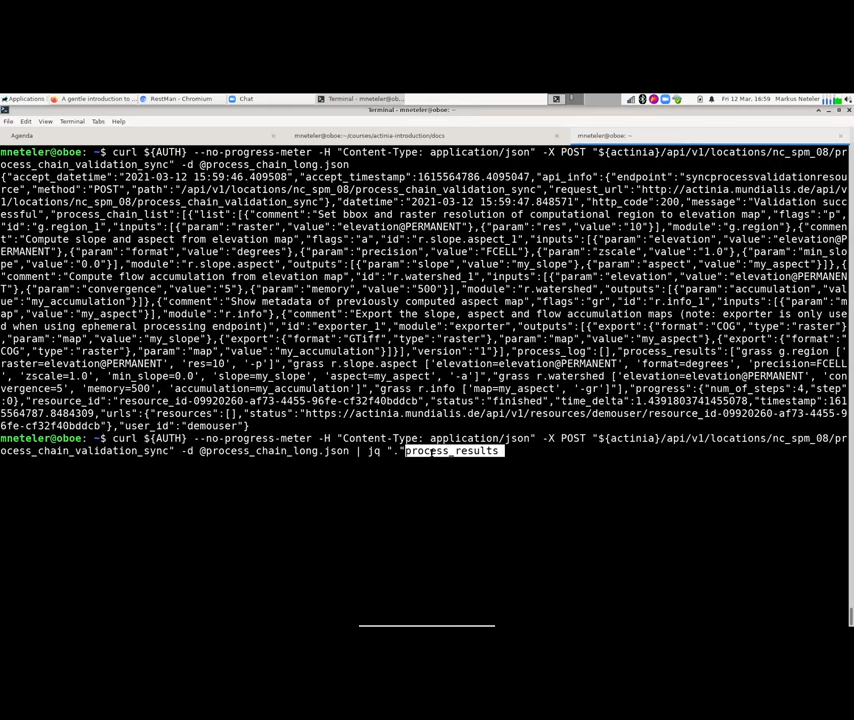 Applications
A gentle introduction to ...
RestMan - Chromium
Chat
Terminal - mneteler@ob...
Fri 12 Mar, 16:59
Markus Neteler
Terminal - mneteler@oboe: ~
File Edit View Terminal Tabs Help
Agenda
mneteler@oboe:~/courses/actinia-introduction/docs
mneteler@oboe: ~
mneteler@oboe: ~$ curl ${AUTH} --no-progress-meter -H "Content-Type: application/json" -X POST "${actinia}/api/v1/locations/nc_spm_08/pr
ocess_chain_validation_sync" -d @process_chain_long.json
{"accept_datetime":"2021-03-12 15:59:46.409508","accept_timestamp":1615564786.4095047,"api_info":{"endpoint":"syncprocessvalidationresou
rce","method":"POST","path":"/api/v1/locations/nc_spm_08/process_chain_validation_sync","request_url":"http://actinia.mundialis.de/api/v
1/locations/nc_spm_08/process_chain_validation_sync"},"datetime":"2021-03-12 15:59:47.848571","http_code":200,"message":"Validation succ
essful","process_chain_list":[{"list":[{"comment":"Set bbox and raster resolution of computational region to elevation map","flags":"p",
"id":"g.region_1","inputs":[{"param":"raster","value":"elevation@PERMANENT"},{"param":"res","value":"10"}],"module":"g.region"},{"commen
t":"Compute slope and aspect from elevation map","flags":"a","id":"r.slope.aspect_1","inputs":[{"param":"elevation","value":"elevation@P
ERMANENT"},{"param":"format","value":"degrees"},{"param":"precision","value":"FCELL"},{"param":"zscale","value":"1.0"},{"param":"min_slo
pe","value":"0.0"}],"module":"r.slope.aspect","outputs":[{"param":"slope","value":"my_slope"},{"param":"aspect","value":"my_aspect"}]},{
"comment":"Compute flow accumulation from elevation map","id":"r.watershed_1","inputs":[{"param":"elevation","value":"elevation@PERMANEN
T"},{"param":"convergence","value":"5"},{"param":"memory","value":"500"}],"module":"r.watershed","outputs":[{"param":"accumulation","val
ue":"my_accumulation"}]},{"comment":"Show metadata of previously computed aspect map","flags":"gr","id":"r.info_1","inputs":[{"param":"m
ap","value":"my_aspect"}],"module":"r.info"},{"comment":"Export the slope, aspect and flow accumulation maps (note: exporter is only use
d when using ephemeral processing endpoint)","id":"exporter_1","module":"exporter","outputs":[{"export":{"format":"COG","type":"raster"}
,"param":"map","value":"my_slope"},{"export":{"format":"GTiff","type":"raster"},"param":"map","value":"my_aspect"},{"export":{"format":"
COG","type":"raster"},"param":"map","value":"my_accumulation"}]}],"version":"1"}],"process_log":[],"process_results":["grass g.region ['
raster=elevation@PERMANENT', 'res=10', '-p']","grass r.slope.aspect ['elevation=elevation@PERMANENT', 'format=degrees', 'precision=FCELL
', 'zscale=1.0', 'min_slope=0.0', 'slope=my_slope', 'aspect=my_aspect', '-a']","grass r.watershed ['elevation=elevation@PERMANENT', 'con
vergence=5', 'memory=500', 'accumulation=my_accumulation']","grass r.info ['map=my_aspect', '-gr']"],"progress":{"num_of_steps":4,"step"
:0},"resource_id":"resource_id-09920260-af73-4455-96fe-cf32f40bddcb","status":"finished","time_delta":1.4391803741455078,"timestamp":161
5564787.8484309,"urls":{"resources":[],"status":"https://actinia.mundialis.de/api/v1/resources/demouser/resource_id-09920260-af73-4455-9
6fe-cf32f40bddcb"},"user_id":"demouser"}
mneteler@oboe: ~$ curl ${AUTH} --no-progress-meter -H "Content-Type: application/json" -X POST "${actinia}/api/v1/locations/nc_spm_08/pr
ocess_chain_validation_sync" -d @process_chain_long.json | jq "."process_results